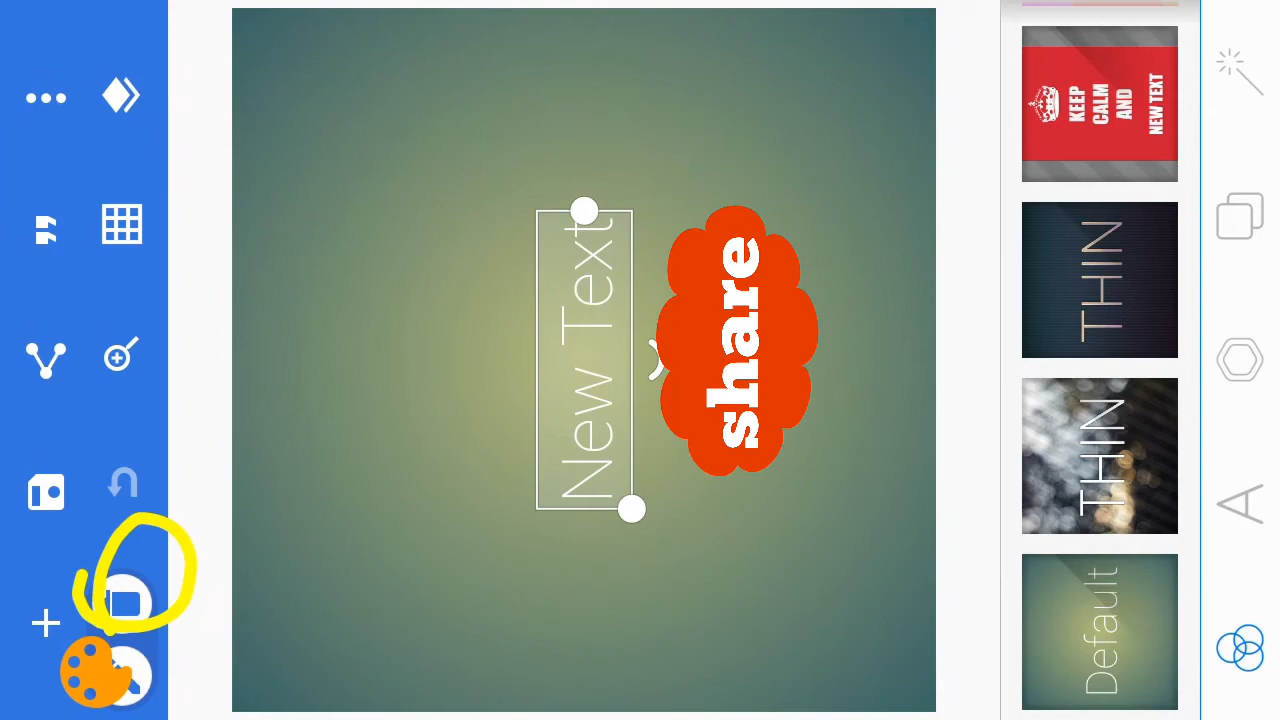 New Text
share
KEEP
CALM
AND
NEW TEXT
THIN
THIN
Default